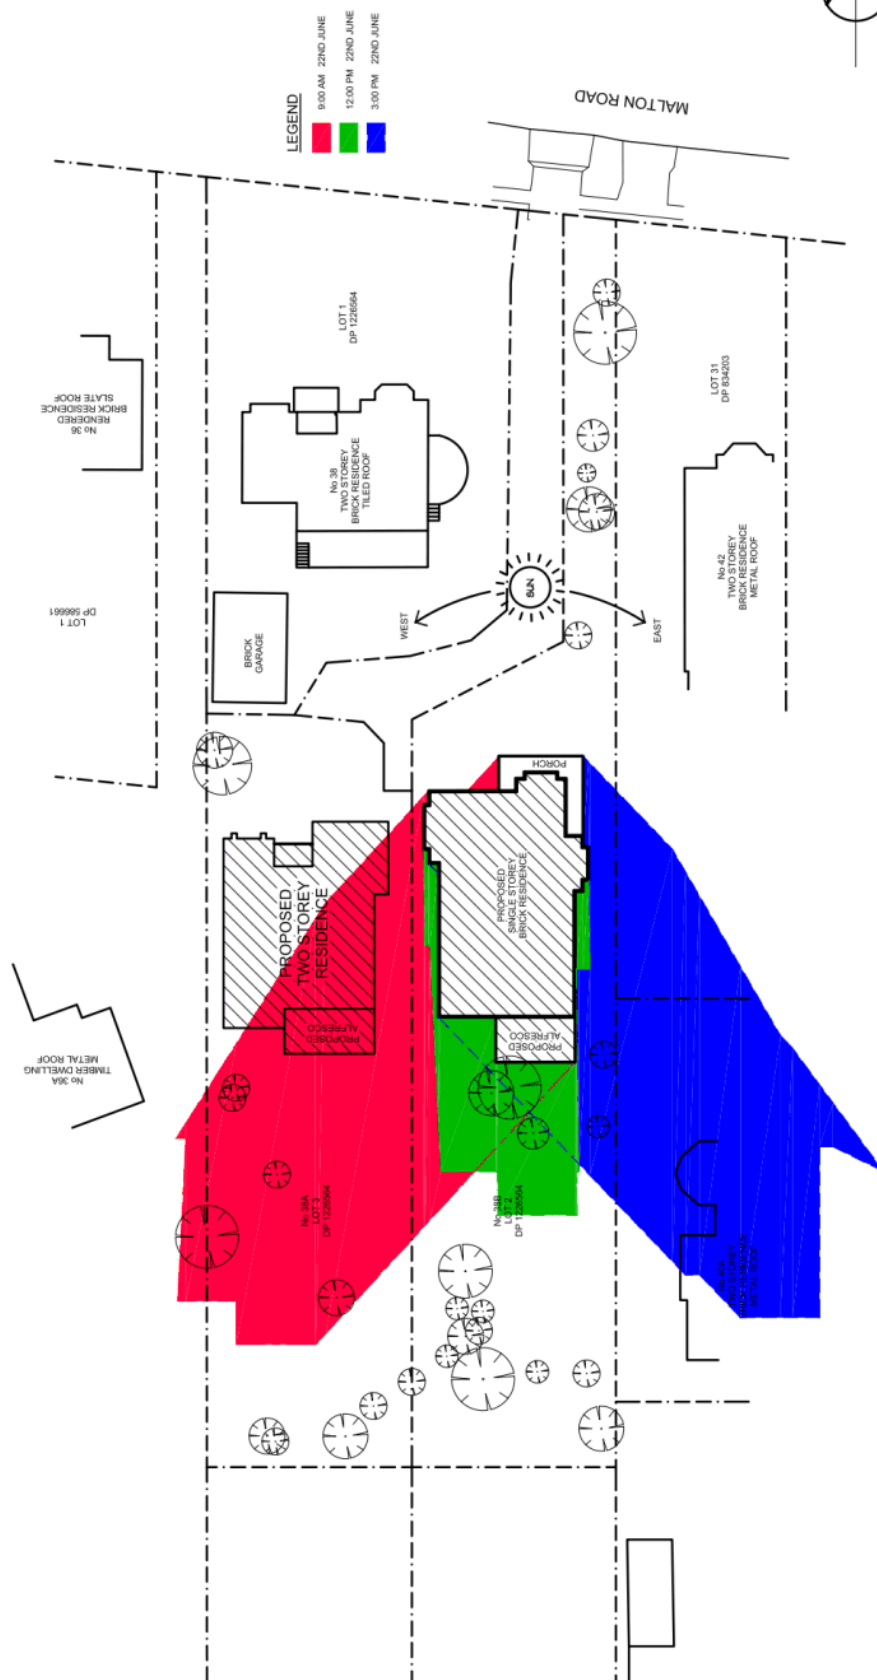 LEGEND
9:00 AM 22ND JUNE
12:00 PM 22ND JUNE
3:00 PM 22ND JUNE
MALTON ROAD
LOT 1
DP 1226564
No 36
RENDERED
BRICK RESIDENCE
SLATE ROOF
LOT 31
DP 834203
No 38
TWO STOREY
BRICK RESIDENCE
TILED ROOF
No 42
TWO STOREY
BRICK RESIDENCE
METAL ROOF
LOT 1
DP 586661
BRICK
GARAGE
WEST
SUN
EAST
PORCH
PROPOSED
TWO STOREY
RESIDENCE
PROPOSED
SINGLE STOREY
BRICK RESIDENCE
PROPOSED
ALFRESCO
PROPOSED
ALFRESCO
No 36A
TIMBER DWELLING
METAL ROOF
No 38A
LOT 3
DP 1226564
No 38B
LOT 2
DP 1226564
No 40A
TWO STOREY
BRICK RESIDENCE
METAL ROOF